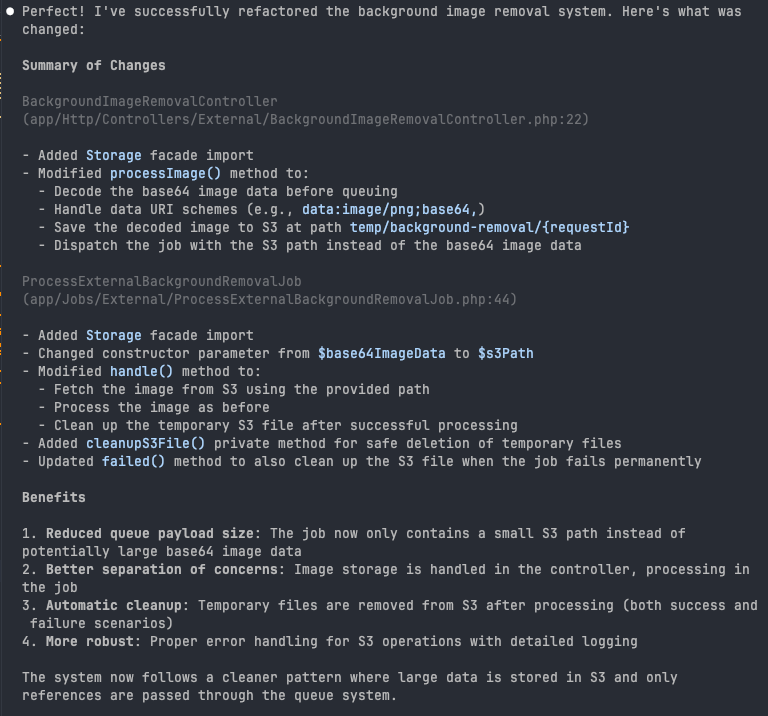 ● Perfect! I've successfully refactored the background image removal system. Here's what was
changed:
Summary of Changes
BackgroundImageRemovalController
(app/Http/Controllers/External/BackgroundImageRemovalController.php:22)
- Added Storage facade import
- Modified processImage() method to:
- Decode the base64 image data before queuing
- Handle data URI schemes (e.g., data:image/png;base64,)
- Save the decoded image to S3 at path temp/background-removal/{requestId}
- Dispatch the job with the S3 path instead of the base64 image data
ProcessExternalBackgroundRemovalJob
(app/Jobs/External/ProcessExternalBackgroundRemovalJob.php:44)
- Added Storage facade import
- Changed constructor parameter from $base64ImageData to $s3Path
- Modified handle() method to:
- Fetch the image from S3 using the provided path
- Process the image as before
- Clean up the temporary S3 file after successful processing
- Added cleanupS3File() private method for safe deletion of temporary files
- Updated failed() method to also clean up the S3 file when the job fails permanently
Benefits
1. Reduced queue payload size: The job now only contains a small S3 path instead of
potentially large base64 image data
2. Better separation of concerns: Image storage is handled in the controller, processing in
the job
3. Automatic cleanup: Temporary files are removed from S3 after processing (both success and
failure scenarios)
4. More robust: Proper error handling for S3 operations with detailed logging
The system now follows a cleaner pattern where large data is stored in S3 and only
references are passed through the queue system.